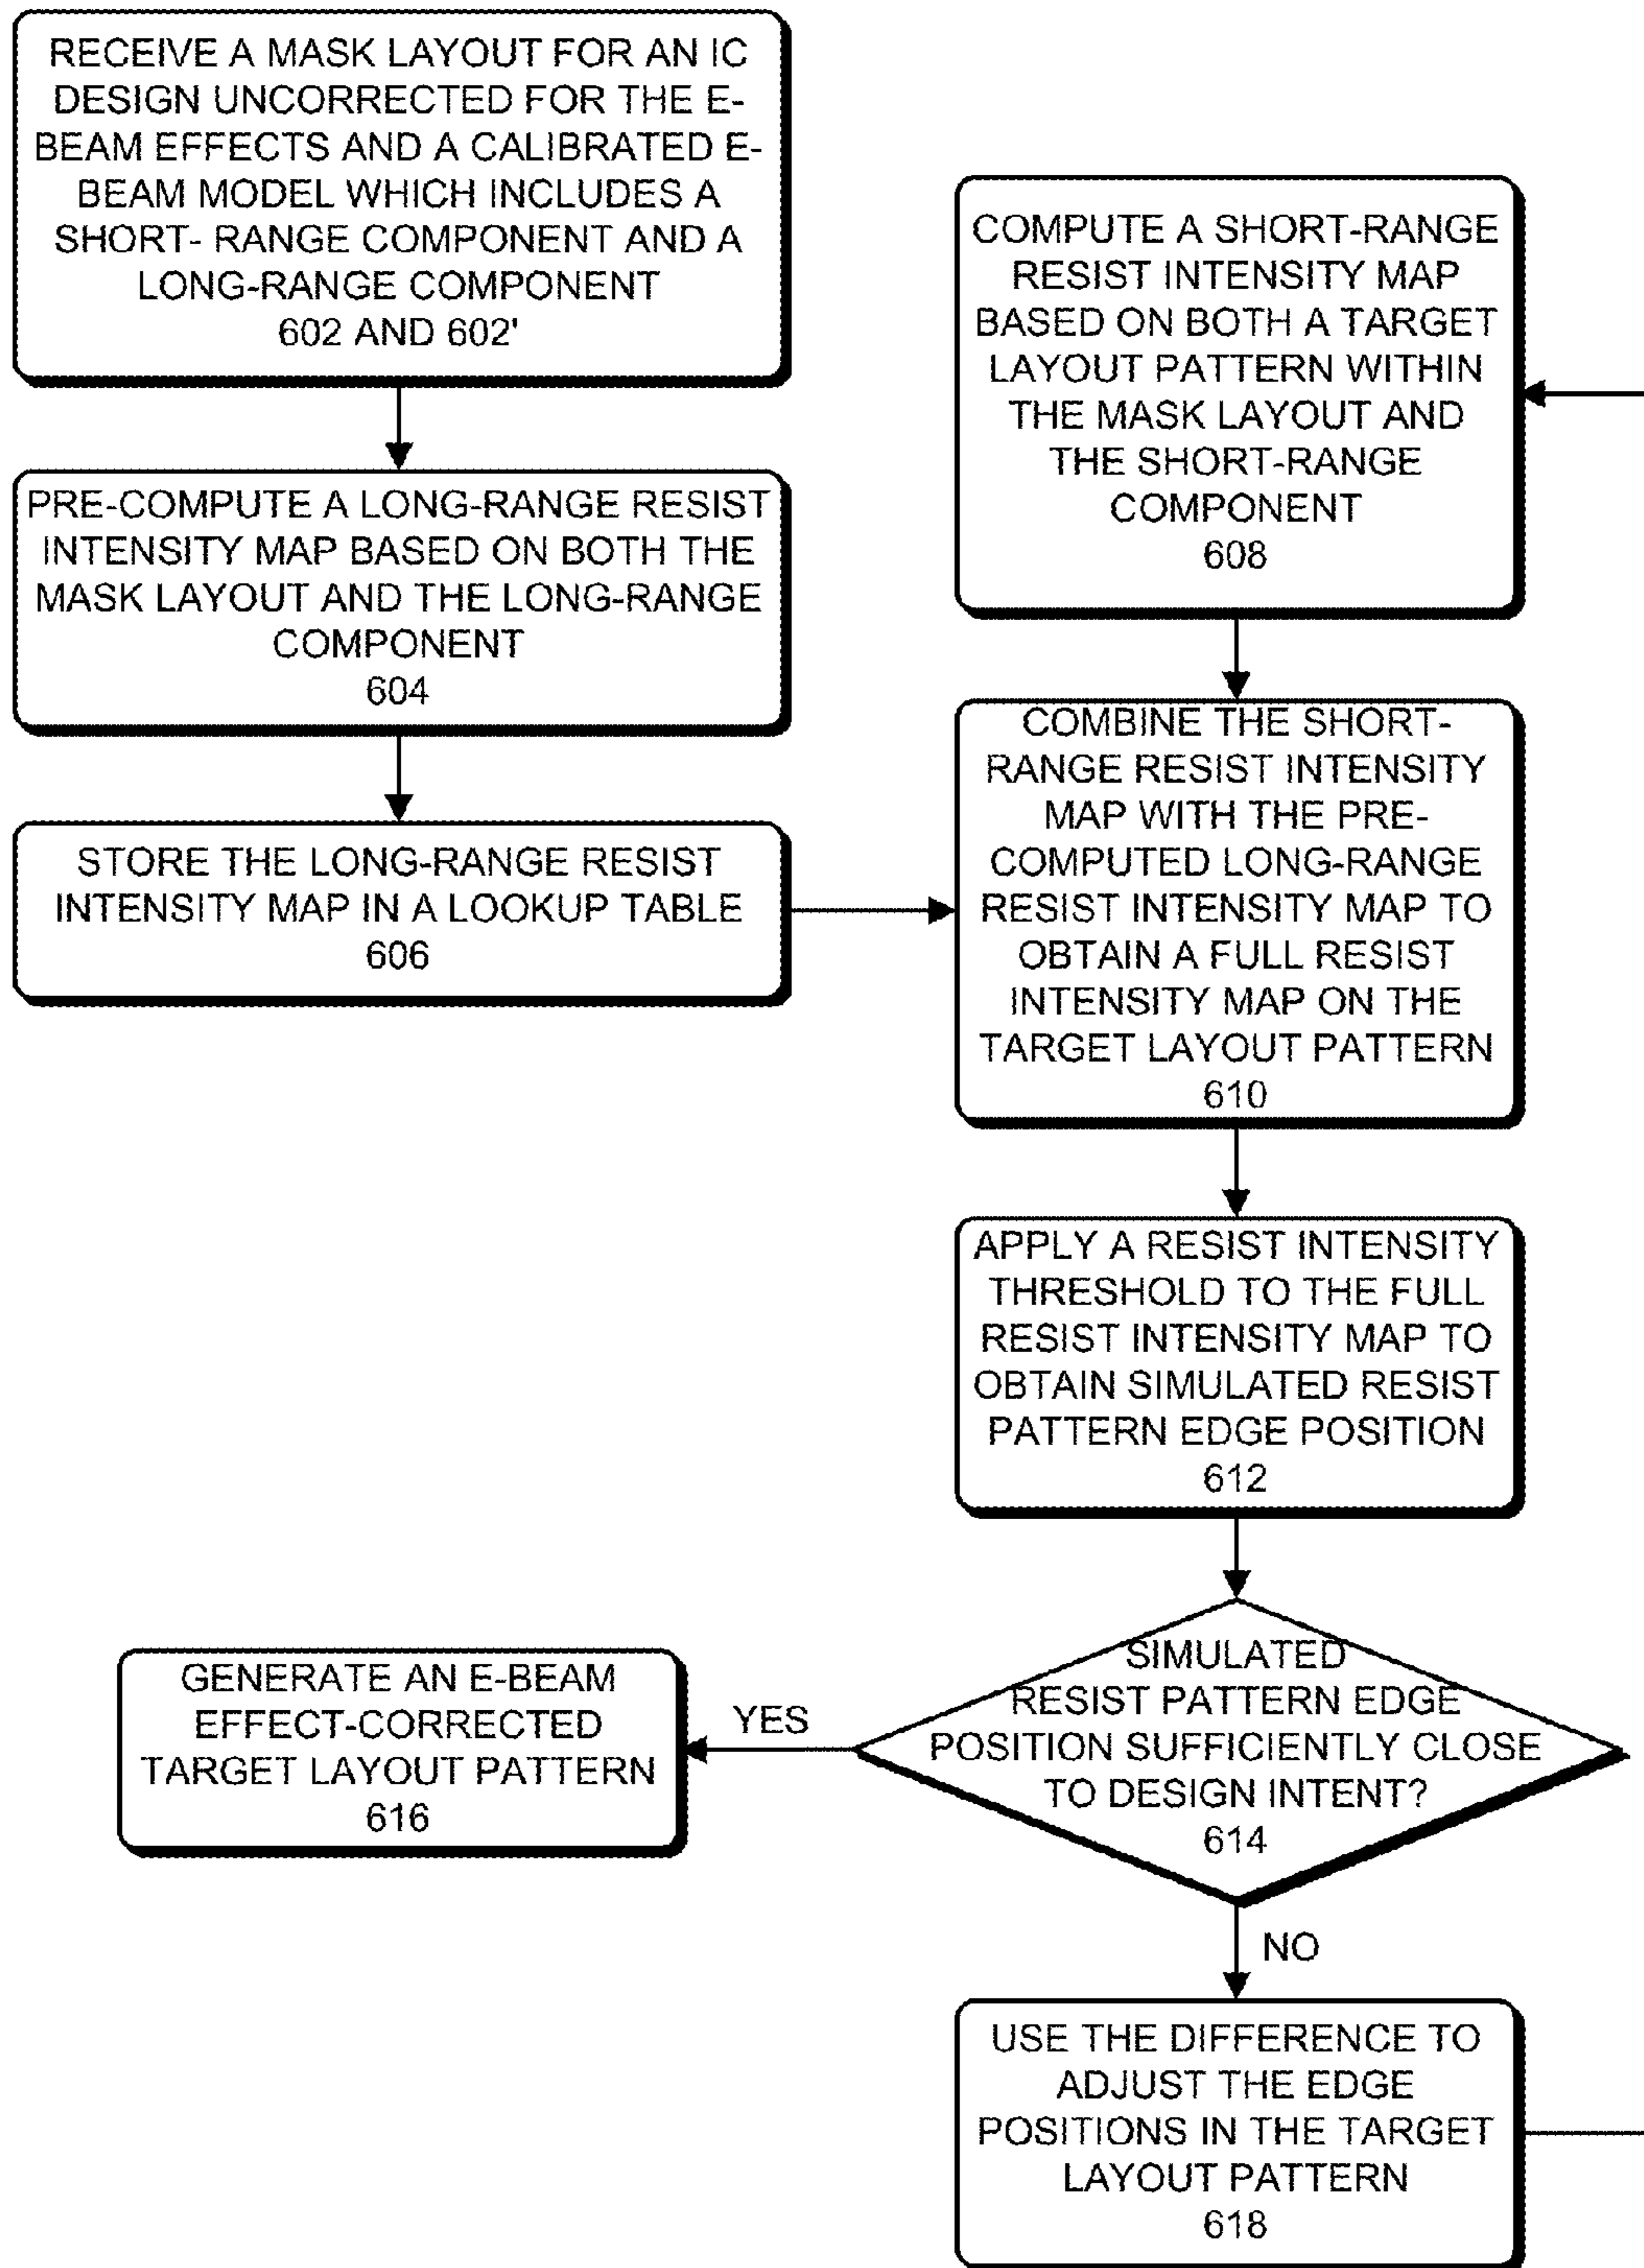 RECEIVE A MASK LAYOUT FOR AN IC
DESIGN UNCORRECTED FOR THE E-
BEAM EFFECTS AND A CALIBRATED E-
BEAM MODEL WHICH INCLUDES A
SHORT- RANGE COMPONENT AND A
LONG-RANGE COMPONENT
602 AND 602'
PRE-COMPUTE A LONG-RANGE RESIST
INTENSITY MAP BASED ON BOTH THE
MASK LAYOUT AND THE LONG-RANGE
COMPONENT
604
STORE THE LONG-RANGE RESIST
INTENSITY MAP IN A LOOKUP TABLE
606
COMPUTE A SHORT-RANGE
RESIST INTENSITY MAP
BASED ON BOTH A TARGET
LAYOUT PATTERN WITHIN
THE MASK LAYOUT AND
THE SHORT-RANGE
COMPONENT
608
COMBINE THE SHORT-
RANGE RESIST INTENSITY
MAP WITH THE PRE-
COMPUTED LONG-RANGE
RESIST INTENSITY MAP TO
OBTAIN A FULL RESIST
INTENSITY MAP ON THE
TARGET LAYOUT PATTERN
610
APPLY A RESIST INTENSITY
THRESHOLD TO THE FULL
RESIST INTENSITY MAP TO
OBTAIN SIMULATED RESIST
PATTERN EDGE POSITION
612
SIMULATED
RESIST PATTERN EDGE
POSITION SUFFICIENTLY CLOSE
TO DESIGN INTENT?
614
YES
GENERATE AN E-BEAM
EFFECT-CORRECTED
TARGET LAYOUT PATTERN
616
NO
USE THE DIFFERENCE TO
ADJUST THE EDGE
POSITIONS IN THE TARGET
LAYOUT PATTERN
618